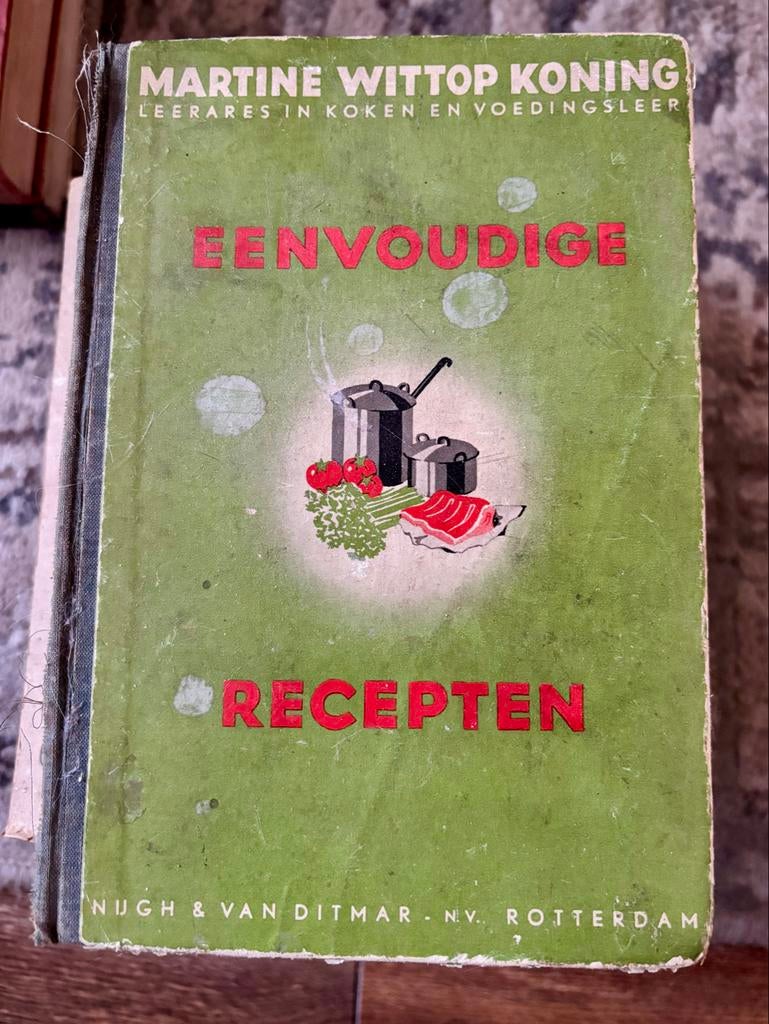 MARTINE WITTOP KONING
LEERARES IN KOKEN EN VOEDINGSLEER
EENVOUDIGE
RECEPTEN
NIJGH & VAN DITMAR - N.V. ROTTERDAM